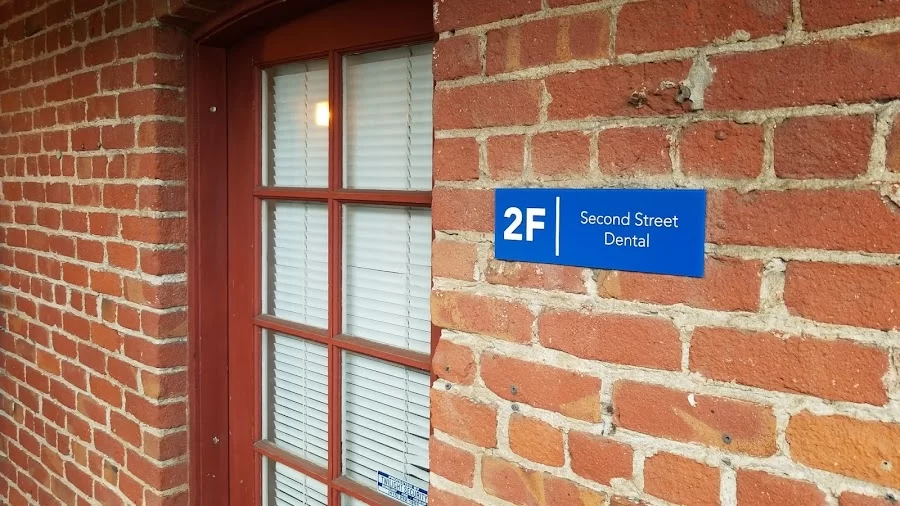 2F
Second Street
Dental